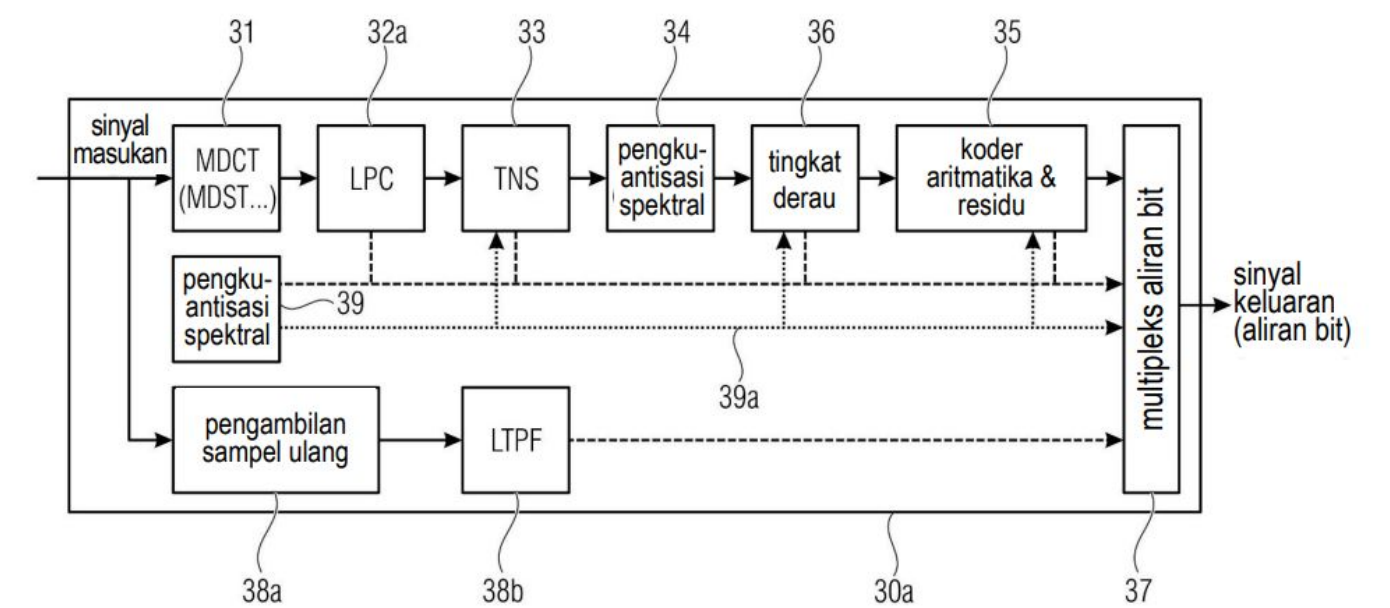 31
32a
33
34
36
35
sinyal
masukan
MDCT
(MDST...)
LPC
TNS
pengku-
antisasi
spektral
tingkat
derau
koder
aritmatika &
residu
multipleks aliran bit
pengku-
antisasi
spektral
39
39a
sinyal
keluaran
(aliran bit)
pengambilan
sampel ulang
LTPF
38a
38b
30a
37